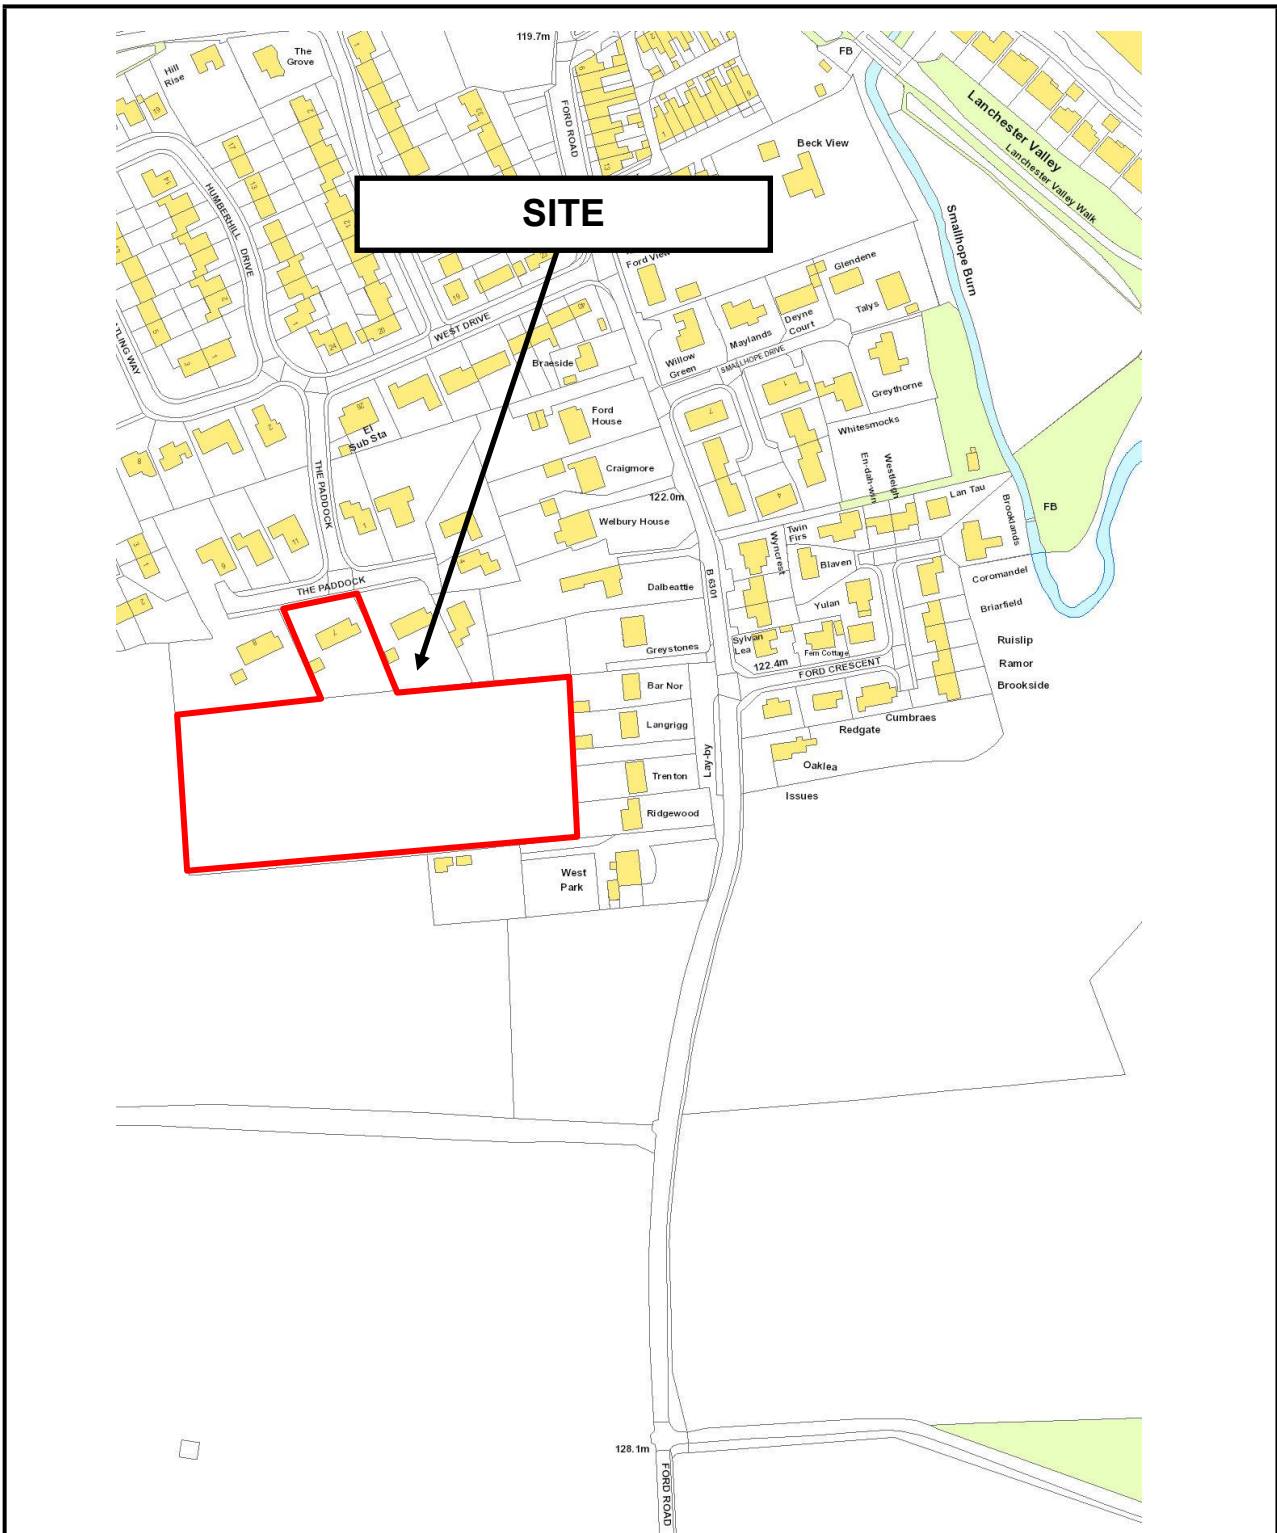 119.7m
FB
The
Grove
Hill
Rise
FORD ROAD
Lanchester Valley
Lanchester Valley Walk
Beck View
HUMBERHILL DRIVE
SITE
Smallhope Burn
Ford View
Glendene
Deyne
Court
Talys
Maylands
WEST DRIVE
Willow
Green
SMALLHOPE DRIVE
Braeside
Greythorne
Ford
House
El
Sub Sta
Whitesmocks
Craigmore
THE PADDOCK
En-dah-win
Westleigh
122.0m
Lan Tau
Brooklands
FB
Welbury House
Twin
Firs
Wyncrest
Blaven
Coromandel
B 6301
Dalbeattie
THE PADDOCK
Yulan
Briarfield
Sylvan
Lea
Fern Cottage
Ruislip
Greystones
122.4m
FORD CRESCENT
Ramor
Bar Nor
Brookside
Langrigg
Cumbraes
Redgate
Lay-by
Oaklea
Trenton
Issues
Ridgewood
West
Park
128.1m
FORD ROAD